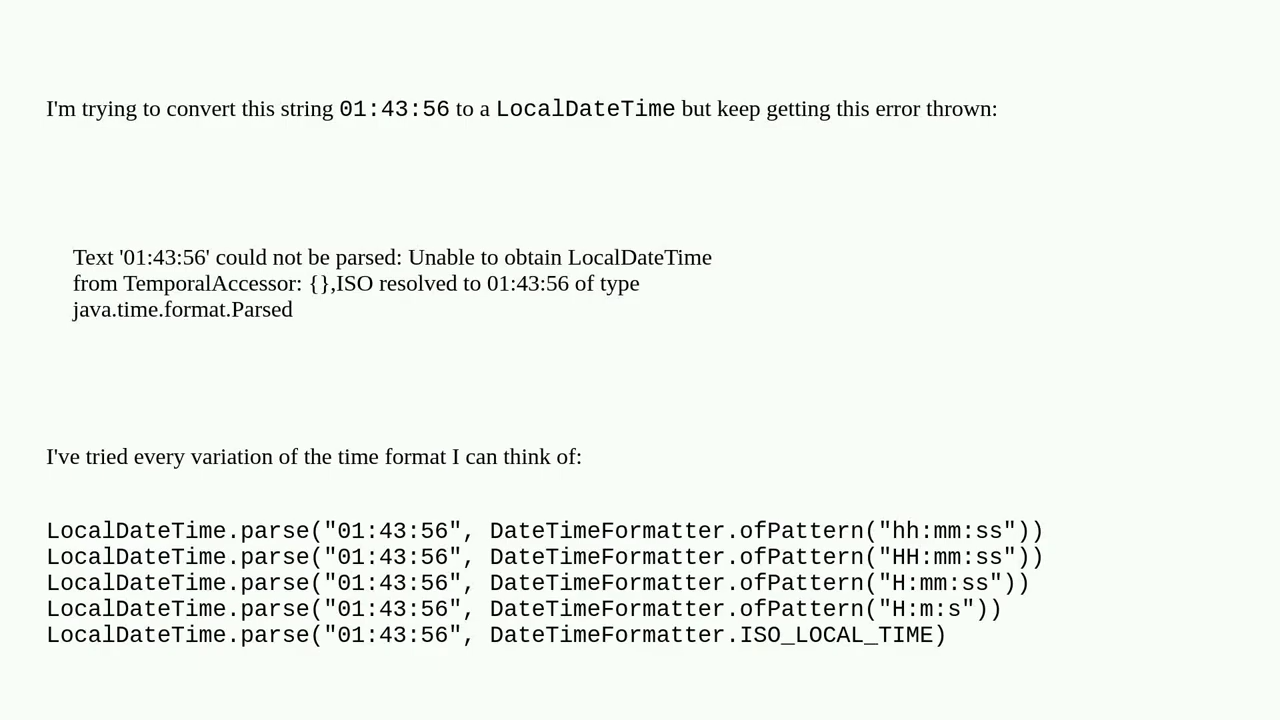 I'm trying to convert this string 01:43:56 to a LocalDateTime but keep getting this error thrown:
Text '01:43:56' could not be parsed: Unable to obtain LocalDateTime
from TemporalAccessor: {},ISO resolved to 01:43:56 of type
java.time.format.Parsed
I've tried every variation of the time format I can think of:
LocalDateTime.parse("01:43:56", DateTimeFormatter.ofPattern("hh:mm:ss"))
LocalDateTime.parse("01:43:56", DateTimeFormatter.ofPattern("HH:mm:ss"))
LocalDateTime.parse("01:43:56", DateTimeFormatter.ofPattern("H:mm:ss"))
LocalDateTime.parse("01:43:56", DateTimeFormatter.ofPattern("H:m:s"))
LocalDateTime.parse("01:43:56", DateTimeFormatter.ISO_LOCAL_TIME)